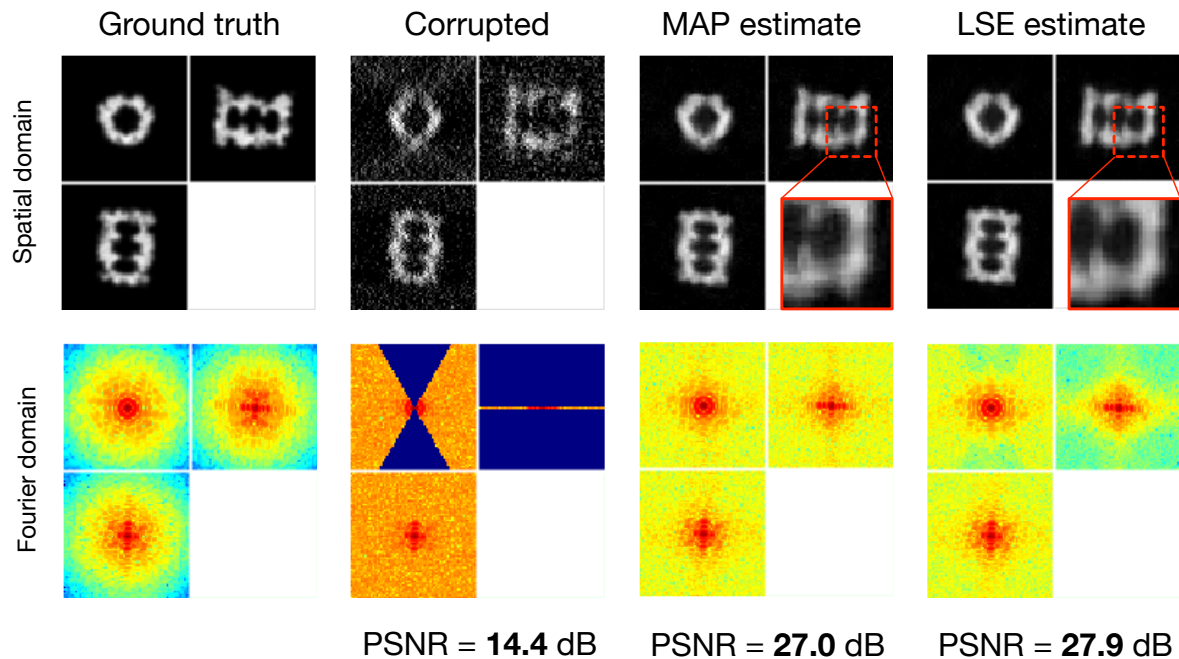 Ground truth
Corrupted
MAP estimate
LSE estimate
Spatial domain
Fourier domain
PSNR = 14.4 dB
PSNR = 27.0 dB
PSNR = 27.9 dB